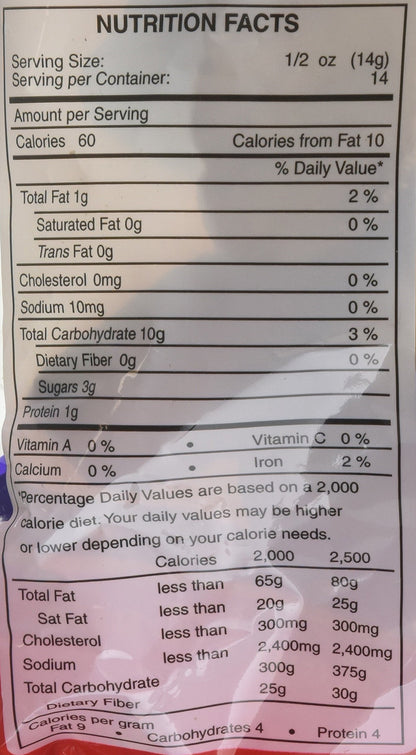 NUTRITION FACTS
Serving Size: 1/2 oz (14g)
Serving per Container: 14
Amount per Serving
Calories 60 Calories from Fat 10
% Daily Value*
Total Fat 1g 2 %
Saturated Fat 0g 0 %
Trans Fat 0g
Cholesterol 0mg 0 %
Sodium 10mg 0 %
Total Carbohydrate 10g 3 %
Dietary Fiber 0g 0 %
Sugars 3g
Protein 1g
Vitamin A 0 % • Vitamin C 0 %
Calcium 0 % • Iron 2 %
*Percentage Daily Values are based on a 2,000
calorie diet. Your daily values may be higher
or lower depending on your calorie needs.
Calories 2,000 2,500
Total Fat less than 65g 80g
Sat Fat less than 20g 25g
Cholesterol less than 300mg 300mg
Sodium less than 2,400mg 2,400mg
Total Carbohydrate 300g 375g
Dietary Fiber 25g 30g
Calories per gram
Fat 9 • Carbohydrates 4 • Protein 4